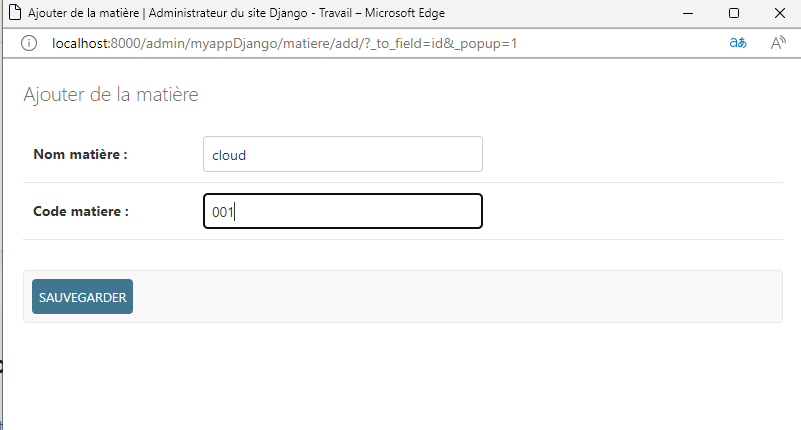 Ajouter de la matière | Administrateur du site Django - Travail – Microsoft Edge
localhost:8000/admin/myappDjango/matiere/add/?_to_field=id&_popup=1
Ajouter de la matière
Nom matière : cloud
Code matiere : 001
SAUVEGARDER